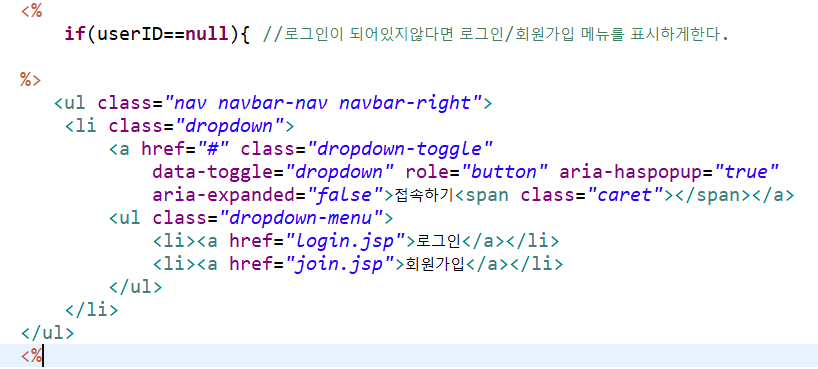 <%
if(userID==null){ //로그인이 되어있지않다면 로그인/회원가입 메뉴를 표시하게한다.
%>
<ul class="nav navbar-nav navbar-right">
<li class="dropdown">
<a href="#" class="dropdown-toggle"
data-toggle="dropdown" role="button" aria-haspopup="true"
aria-expanded="false">접속하기<span class="caret"></span></a>
<ul class="dropdown-menu">
<li><a href="login.jsp">로그인</a></li>
<li><a href="join.jsp">회원가입</a></li>
</ul>
</li>
</ul>
<%